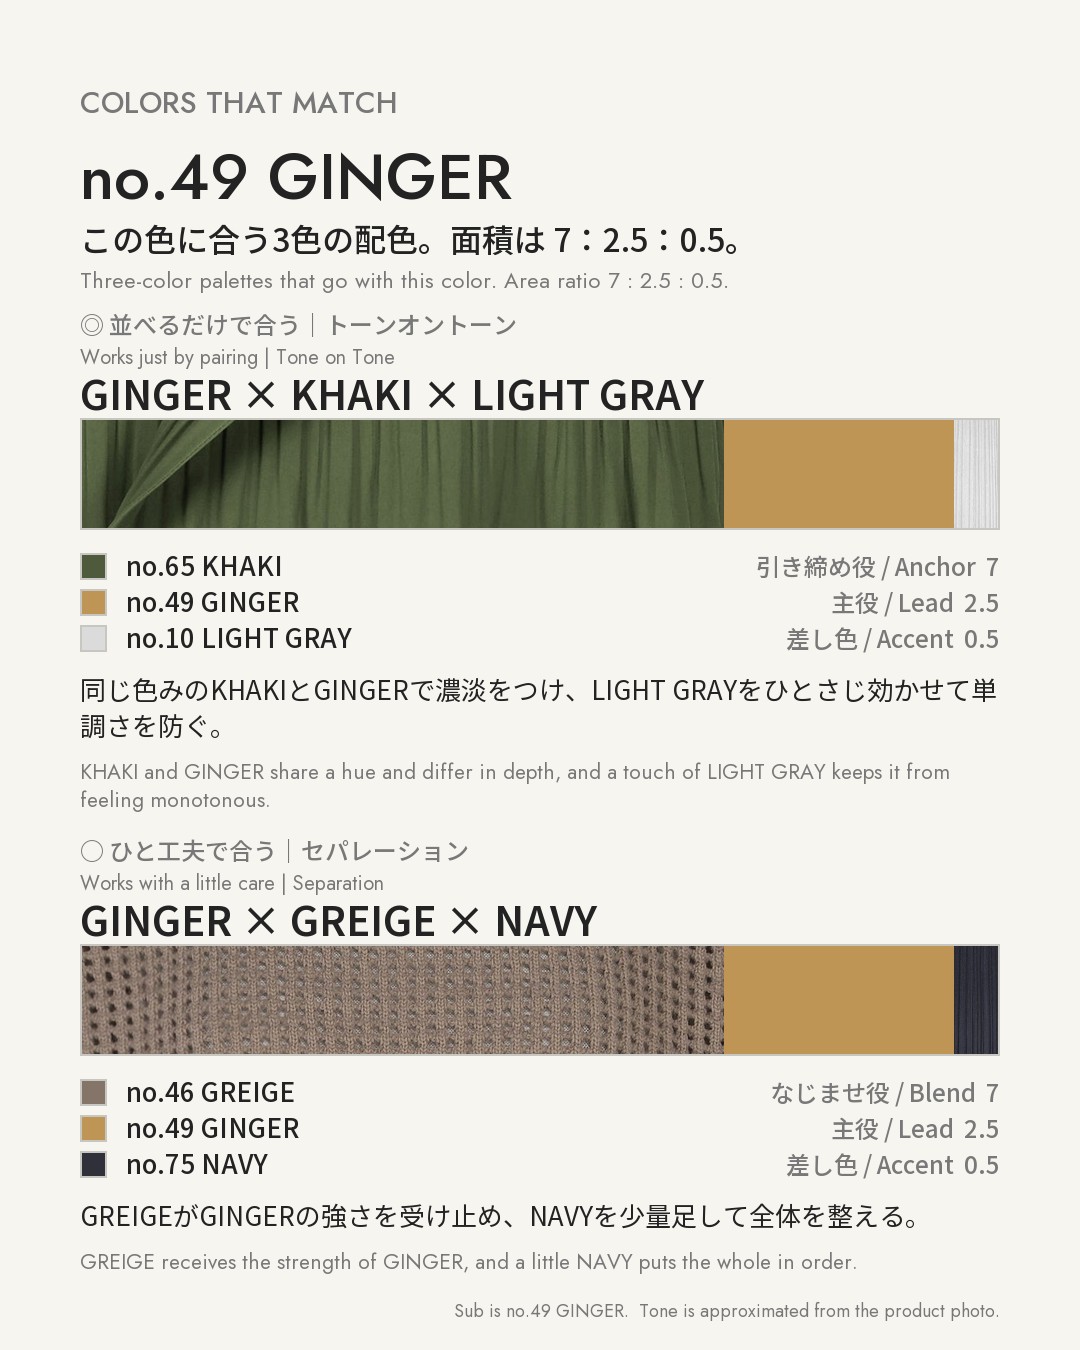 COLORS THAT MATCH
no.49 GINGER
この色に合う3色の配色。面積は 7：2.5：0.5。
Three-color palettes that go with this color. Area ratio 7 : 2.5 : 0.5.
◎ 並べるだけで合う｜トーンオントーン
Works just by pairing | Tone on Tone
GINGER × KHAKI × LIGHT GRAY
no.65 KHAKI 引き締め役 / Anchor 7
no.49 GINGER 主役 / Lead 2.5
no.10 LIGHT GRAY 差し色 / Accent 0.5
同じ色みのKHAKIとGINGERで濃淡をつけ、LIGHT GRAYをひとさじ効かせて単
調さを防ぐ。
KHAKI and GINGER share a hue and differ in depth, and a touch of LIGHT GRAY keeps it from
feeling monotonous.
○ ひと工夫で合う｜セパレーション
Works with a little care | Separation
GINGER × GREIGE × NAVY
no.46 GREIGE なじませ役 / Blend 7
no.49 GINGER 主役 / Lead 2.5
no.75 NAVY 差し色 / Accent 0.5
GREIGEがGINGERの強さを受け止め、NAVYを少量足して全体を整える。
GREIGE receives the strength of GINGER, and a little NAVY puts the whole in order.
Sub is no.49 GINGER. Tone is approximated from the product photo.